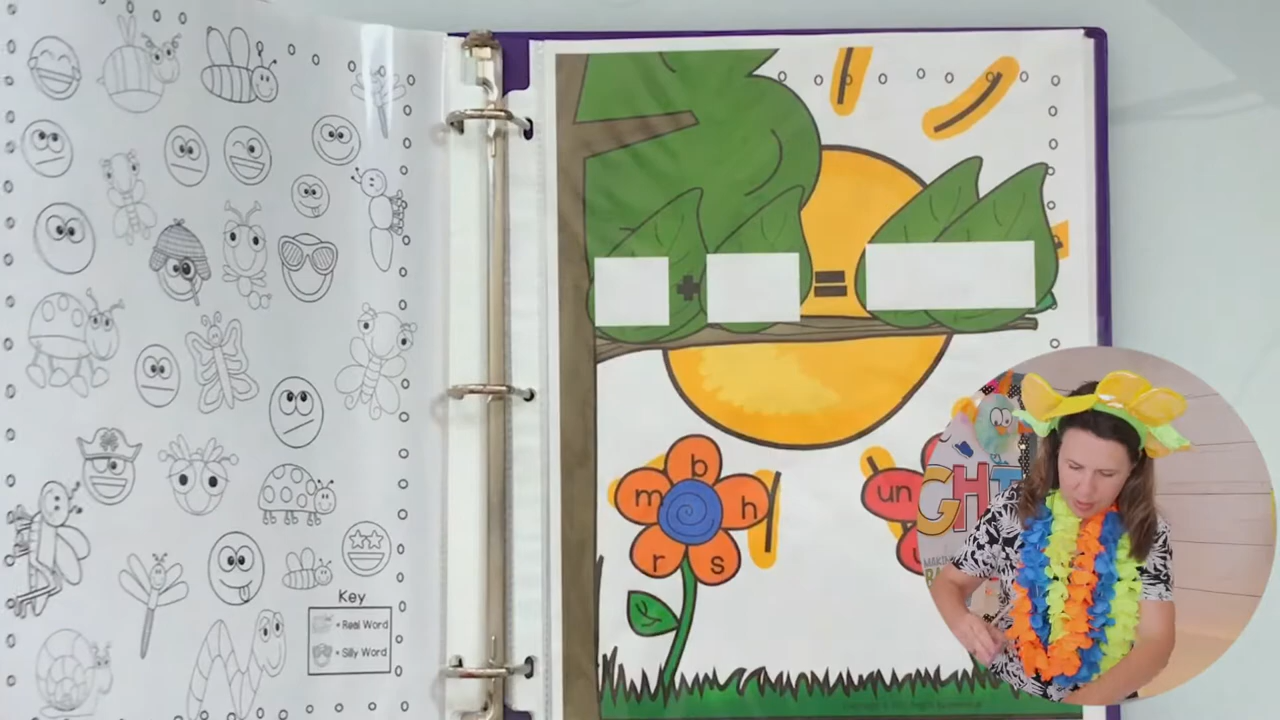 Key
= Real Word
= Silly Word
+ =
b
m h
r s
un
GHT